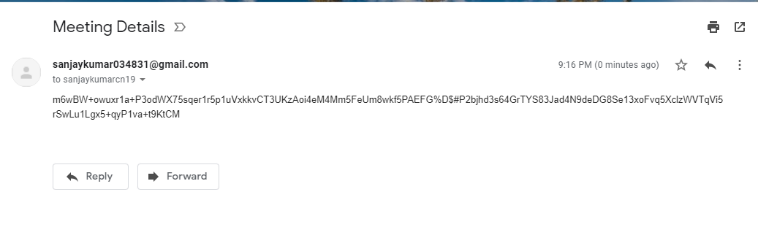 Meeting Details
sanjaykumar034831@gmail.com
9:16 PM (0 minutes ago)
to sanjaykumarcn19
m6wBW+owuxr1a+P3odWX75sqer1r5p1uVxkkvCT3UKzAoi4eM4Mm5FeUm8wkf5PAEFG%D$#P2bjhd3s64GrTYS83Jad4N9deDG8Se13xoFvq5XclzWVTqVi5
rSwLu1Lgx5+qyP1va+t9KtCM
Reply
Forward